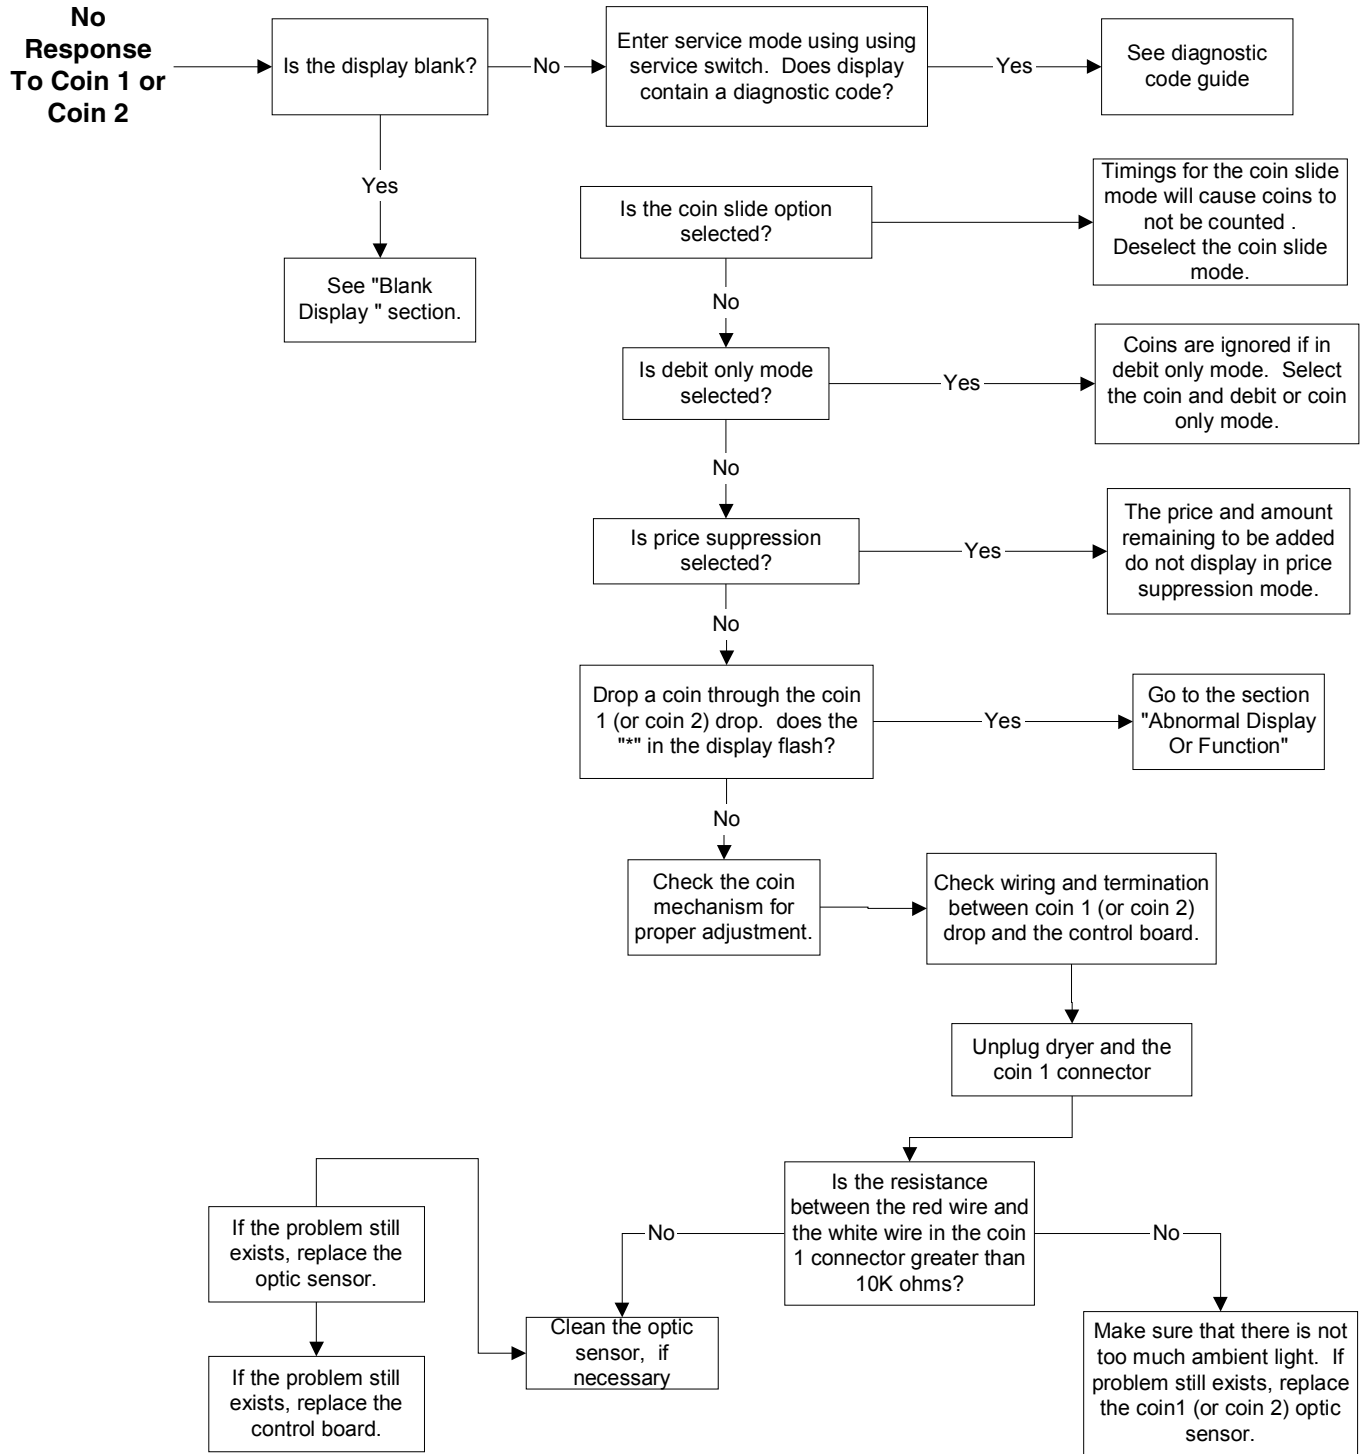 No
Response
To Coin 1 or
Coin 2
Is the display blank?
No
Enter service mode using using
service switch. Does display
contain a diagnostic code?
Yes
See diagnostic
code guide
Yes
See "Blank
Display " section.
Is the coin slide option
selected?
Timings for the coin slide
mode will cause coins to
not be counted .
Deselect the coin slide
mode.
No
Is debit only mode
selected?
Yes
Coins are ignored if in
debit only mode. Select
the coin and debit or coin
only mode.
No
Is price suppression
selected?
Yes
The price and amount
remaining to be added
do not display in price
suppression mode.
No
Drop a coin through the coin
1 (or coin 2) drop. does the
"*" in the display flash?
Yes
Go to the section
"Abnormal Display
Or Function"
No
Check the coin
mechanism for
proper adjustment.
Check wiring and termination
between coin 1 (or coin 2)
drop and the control board.
Unplug dryer and the
coin 1 connector
Is the resistance
between the red wire and
the white wire in the coin
1 connector greater than
10K ohms?
No
No
Clean the optic
sensor, if
necessary
If the problem still
exists, replace the
optic sensor.
If the problem still
exists, replace the
control board.
Make sure that there is not
too much ambient light. If
problem still exists, replace
the coin1 (or coin 2) optic
sensor.